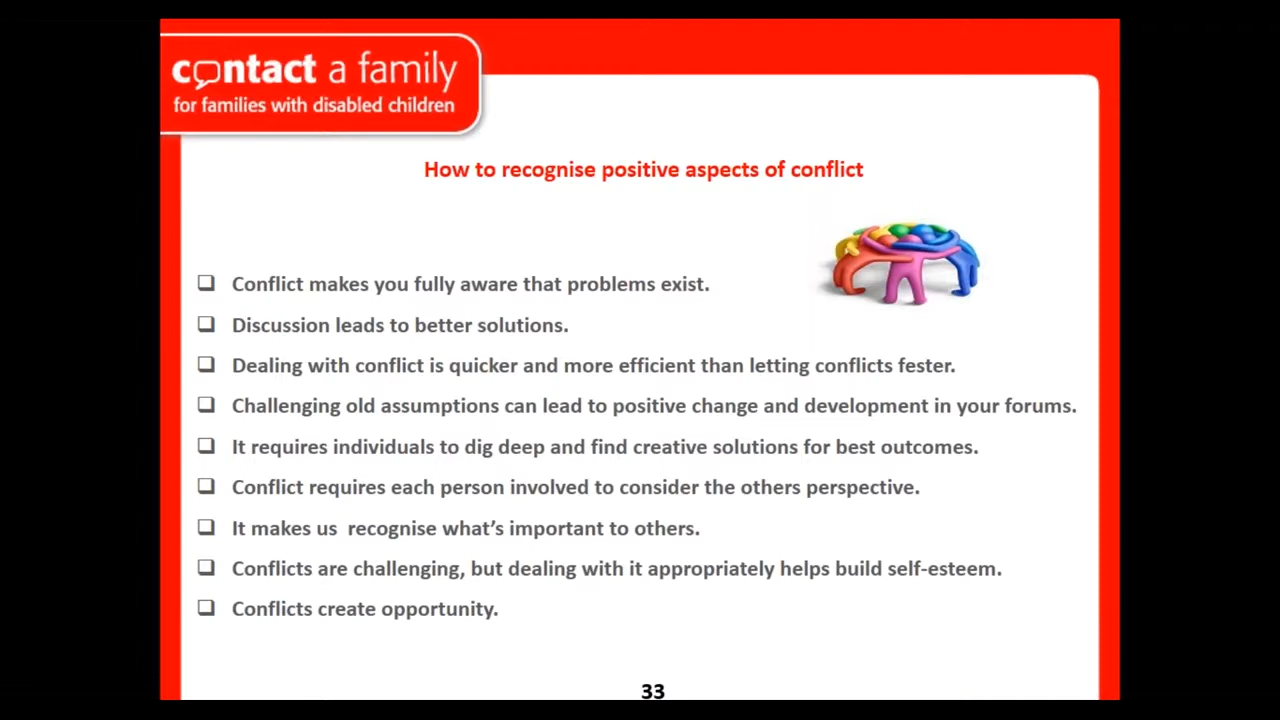 contact a family
for families with disabled children
How to recognise positive aspects of conflict
Conflict makes you fully aware that problems exist.
Discussion leads to better solutions.
Dealing with conflict is quicker and more efficient than letting conflicts fester.
Challenging old assumptions can lead to positive change and development in your forums.
It requires individuals to dig deep and find creative solutions for best outcomes.
Conflict requires each person involved to consider the others perspective.
It makes us  recognise what’s important to others.
Conflicts are challenging, but dealing with it appropriately helps build self-esteem.
Conflicts create opportunity.
33